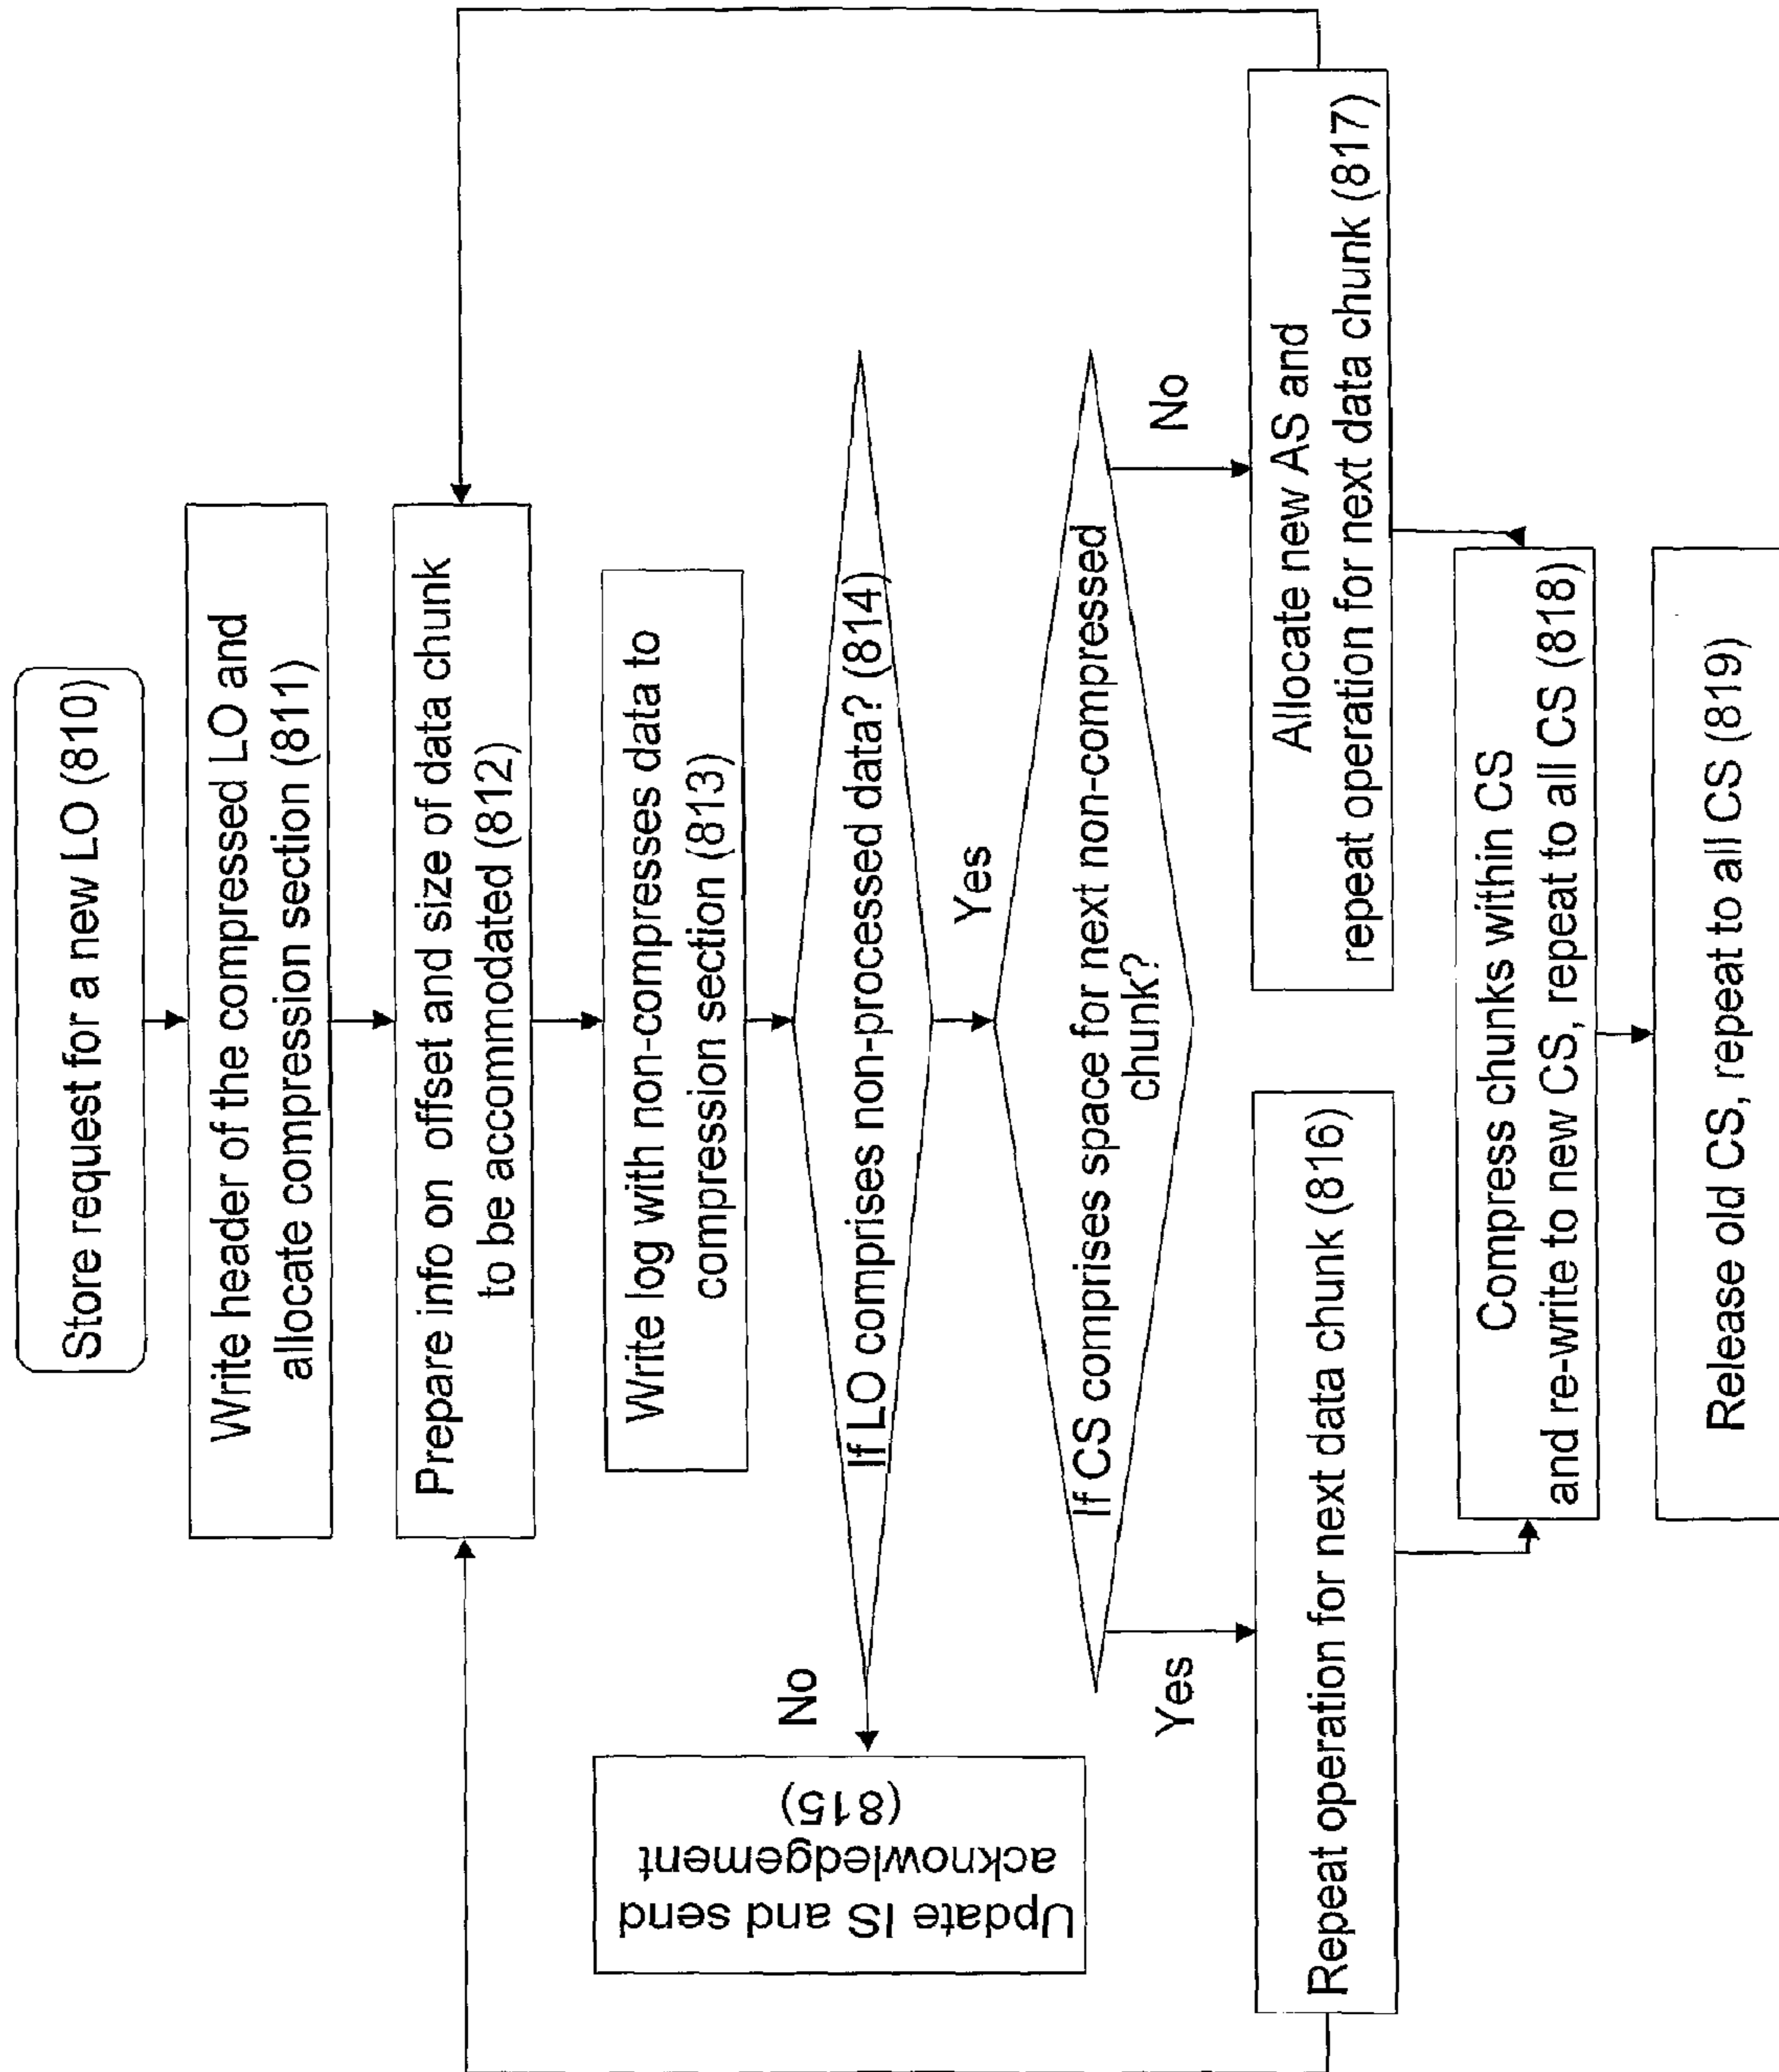 Store request for a new LO (810)
Write header of the compressed LO and
allocate compression section (811)
Prepare info on offset and size of data chunk
to be accommodated (812)
Write log with non-compresses data to
compression section (813)
If LO comprises non-processed data? (814)
No
Update IS and send
acknowledgement
(815)
Yes
If CS comprises space for next non-compressed
chunk?
Yes
No
Repeat operation for next data chunk (816)
Allocate new AS and
repeat operation for next data chunk (817)
Compress chunks within CS
and re-write to new CS, repeat to all CS (818)
Release old CS, repeat to all CS (819)